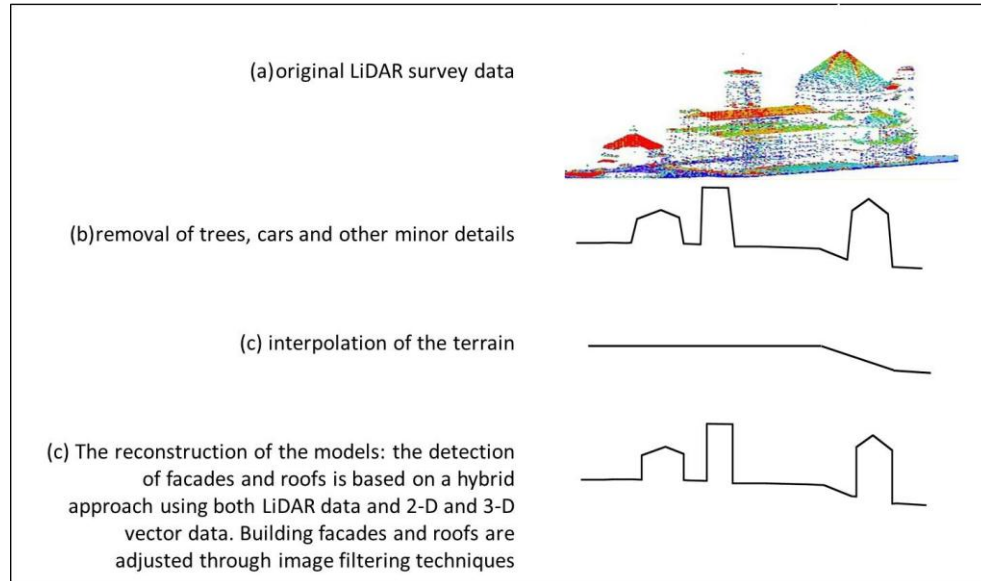 (a)original LiDAR survey data
(b)removal of trees, cars and other minor details
(c) interpolation of the terrain
(c) The reconstruction of the models: the detection
of facades and roofs is based on a hybrid
approach using both LiDAR data and 2-D and 3-D
vector data. Building facades and roofs are
adjusted through image filtering techniques